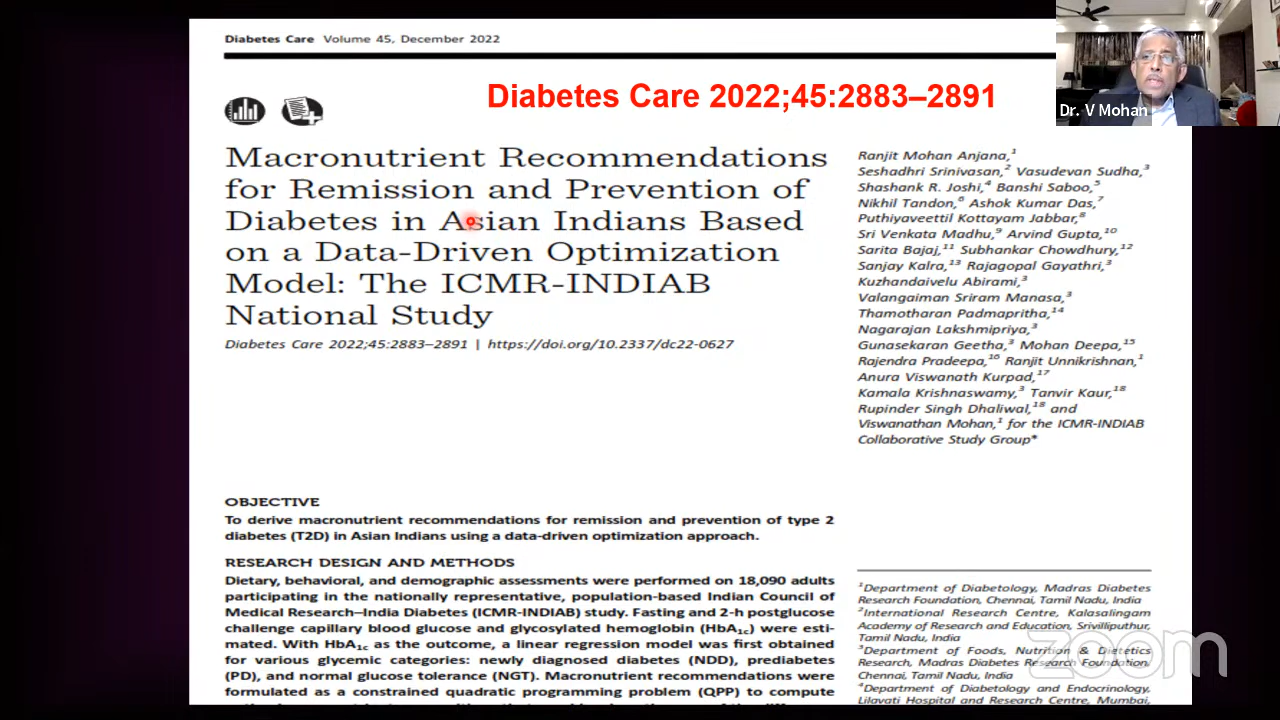 Diabetes Care Volume 45, December 2022
Diabetes Care 2022;45:2883–2891
Dr. V Mohan
Macronutrient Recommendations
for Remission and Prevention of
Diabetes in Asian Indians Based
on a Data-Driven Optimization
Model: The ICMR-INDIAB
National Study
Diabetes Care 2022;45:2883–2891 | https://doi.org/10.2337/dc22-0627
Ranjit Mohan Anjana,1
Seshadhri Srinivasan,2 Vasudevan Sudha,3
Shashank R. Joshi,4 Banshi Saboo,5
Nikhil Tandon,6 Ashok Kumar Das,7
Puthiyaveettil Kottayam Jabbar,8
Sri Venkata Madhu,9 Arvind Gupta,10
Sarita Bajaj,11 Subhankar Chowdhury,12
Sanjay Kalra,13 Rajagopal Gayathri,3
Kuzhandaivelu Abirami,3
Valangaiman Sriram Manasa,3
Thamotharan Padmapritha,14
Nagarajan Lakshmipriya,3
Gunasekaran Geetha,3 Mohan Deepa,15
Rajendra Pradeepa,16 Ranjit Unnikrishnan,1
Anura Viswanath Kurpad,17
Kamala Krishnaswamy,3 Tanvir Kaur,18
Rupinder Singh Dhaliwal,18 and
Viswanathan Mohan,1 for the ICMR-INDIAB
Collaborative Study Group*
OBJECTIVE
To derive macronutrient recommendations for remission and prevention of type 2
diabetes (T2D) in Asian Indians using a data-driven optimization approach.
RESEARCH DESIGN AND METHODS
Dietary, behavioral, and demographic assessments were performed on 18,090 adults
participating in the nationally representative, population-based Indian Council of
Medical Research–India Diabetes (ICMR-INDIAB) study. Fasting and 2-h postglucose
challenge capillary blood glucose and glycosylated hemoglobin (HbA1c) were esti-
mated. With HbA1c as the outcome, a linear regression model was first obtained
for various glycemic categories: newly diagnosed diabetes (NDD), prediabetes
(PD), and normal glucose tolerance (NGT). Macronutrient recommendations were
formulated as a constrained quadratic programming problem (QPP) to compute
1Department of Diabetology, Madras Diabetes
Research Foundation, Chennai, Tamil Nadu, India
2International Research Centre, Kalasalingam
Academy of Research and Education, Srivilliputhur,
Tamil Nadu, India
3Department of Foods, Nutrition & Dietetics
Research, Madras Diabetes Research Foundation,
Chennai, Tamil Nadu, India
4Department of Diabetology and Endocrinology,
Lilavati Hospital and Research Centre, Mumbai,
zoom